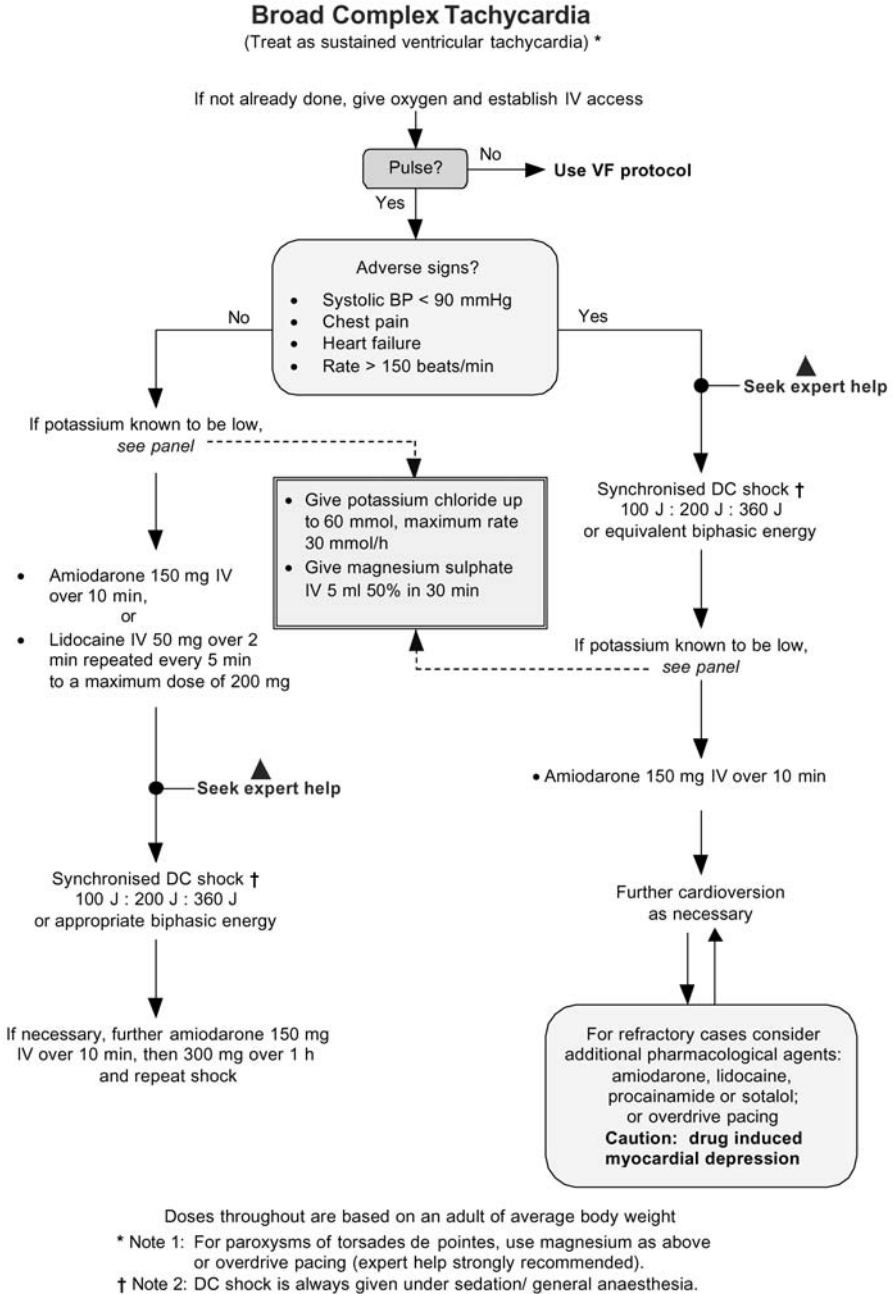 Broad Complex Tachycardia
(Treat as sustained ventricular tachycardia) *
If not already done, give oxygen and establish IV access
Pulse?
No
Use VF protocol
Yes
Adverse signs?
• Systolic BP < 90 mmHg
• Chest pain
• Heart failure
• Rate > 150 beats/min
No
Yes
If potassium known to be low,
see panel
• Amiodarone 150 mg IV
over 10 min,
or
• Lidocaine IV 50 mg over 2
min repeated every 5 min
to a maximum dose of 200 mg
Seek expert help
Synchronised DC shock †
100 J : 200 J : 360 J
or appropriate biphasic energy
If necessary, further amiodarone 150 mg
IV over 10 min, then 300 mg over 1 h
and repeat shock
• Give potassium chloride up
to 60 mmol, maximum rate
30 mmol/h
• Give magnesium sulphate
IV 5 ml 50% in 30 min
Seek expert help
Synchronised DC shock †
100 J : 200 J : 360 J
or equivalent biphasic energy
If potassium known to be low,
see panel
• Amiodarone 150 mg IV over 10 min
Further cardioversion
as necessary
For refractory cases consider
additional pharmacological agents:
amiodarone, lidocaine,
procainamide or sotalol;
or overdrive pacing
Caution: drug induced
myocardial depression
Doses throughout are based on an adult of average body weight
* Note 1: For paroxysms of torsades de pointes, use magnesium as above
or overdrive pacing (expert help strongly recommended).
† Note 2: DC shock is always given under sedation/ general anaesthesia.